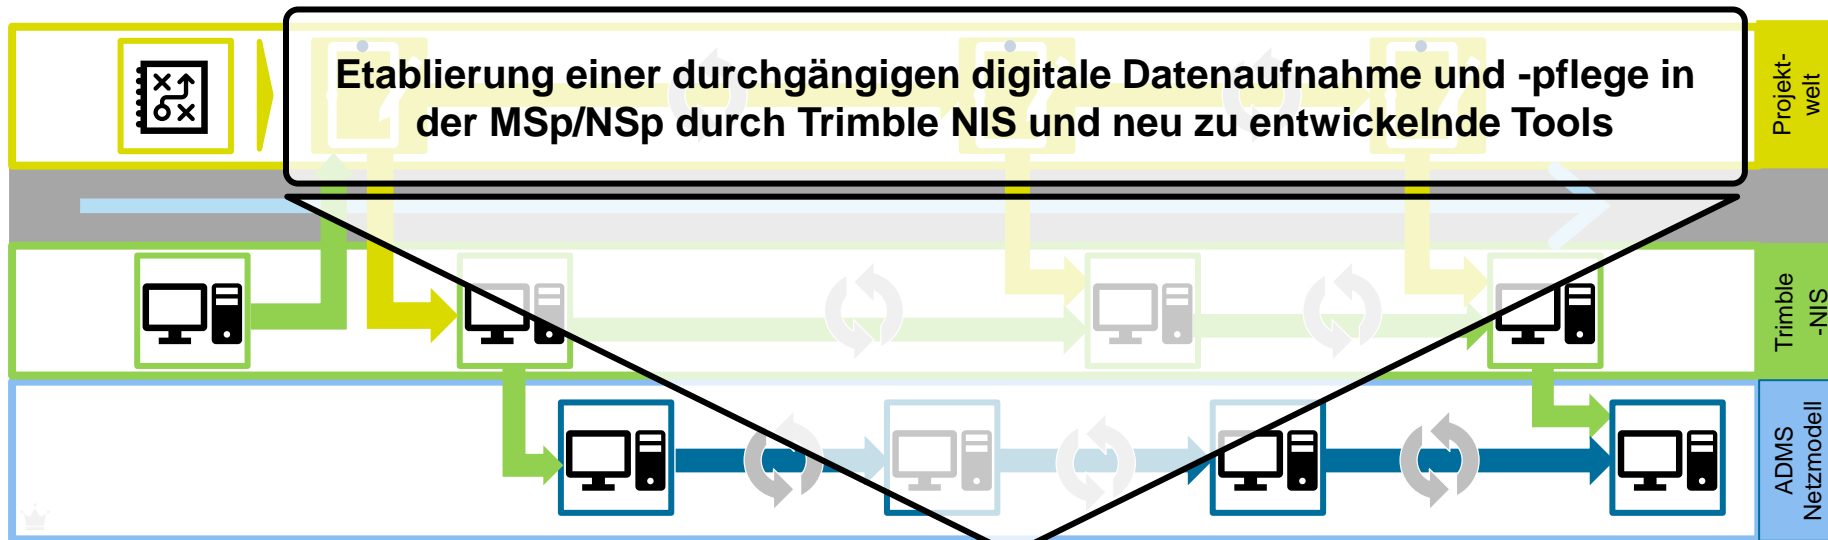 Etablierung einer durchgängigen digitale Datenaufnahme und -pflege in
der MSp/NSp durch Trimble NIS und neu zu entwickelnde Tools
Projekt-
welt
Trimble
-NIS
ADMS
Netzmodell